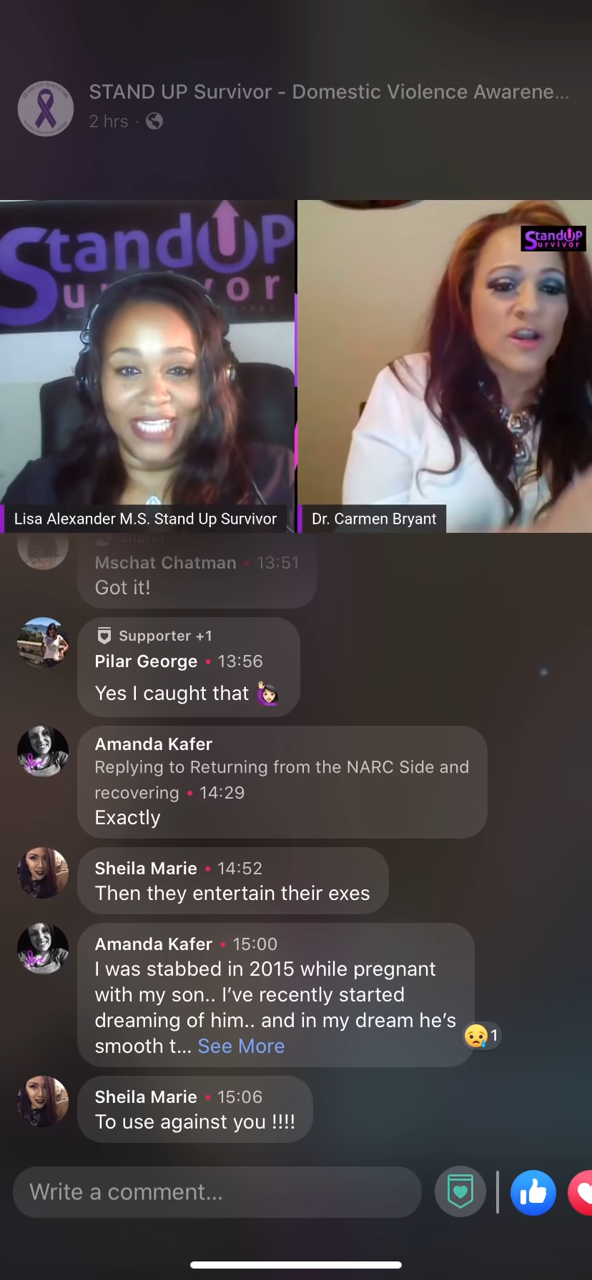 STAND UP Survivor - Domestic Violence Awarene...
2 hrs ·
StandUP
Survivor
StandUP
Survivor
Lisa Alexander M.S. Stand Up Survivor
Dr. Carmen Bryant
Mschat Chatman • 13:51
Got it!
Supporter +1
Pilar George • 13:56
Yes I caught that 🙋🏻‍♀️
Amanda Kafer
Replying to Returning from the NARC Side and
recovering • 14:29
Exactly
Sheila Marie • 14:52
Then they entertain their exes
Amanda Kafer • 15:00
I was stabbed in 2015 while pregnant
with my son.. I’ve recently started
dreaming of him.. and in my dream he’s
smooth t... See More
😥 1
Sheila Marie • 15:06
To use against you !!!!
Write a comment...